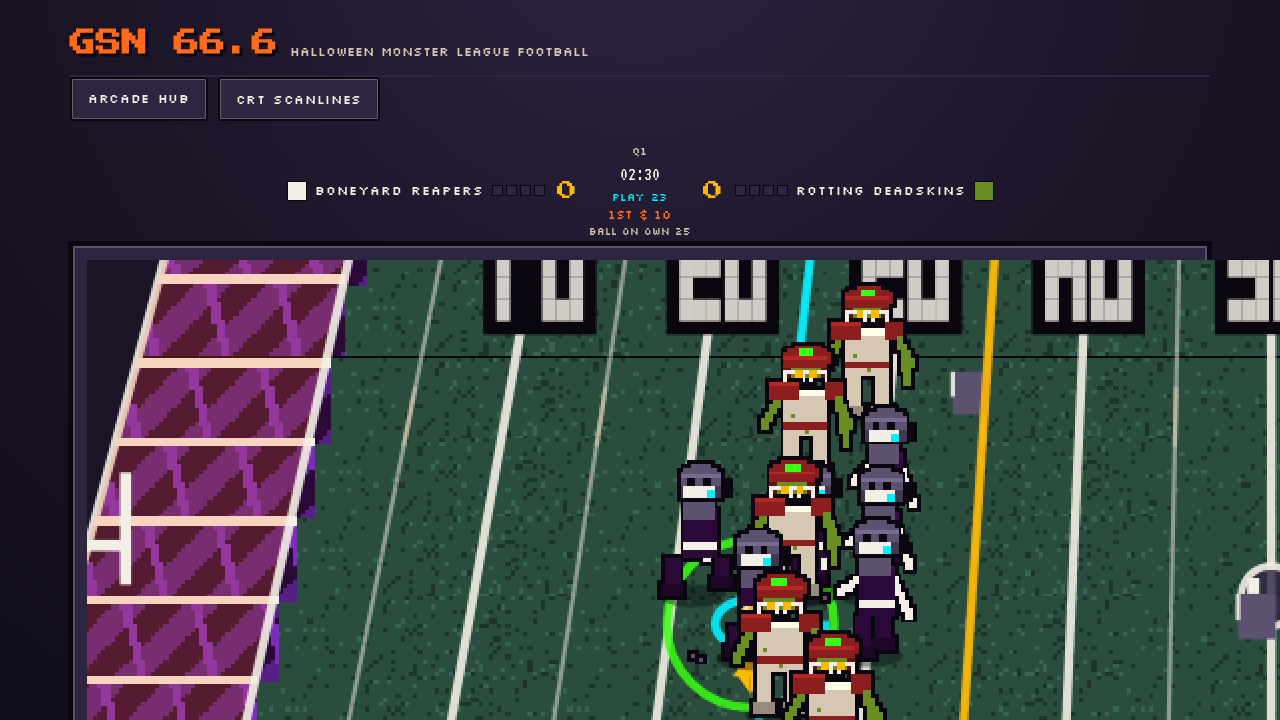 GSN 66.6
HALLOWEEN MONSTER LEAGUE FOOTBALL
ARCADE HUB
CRT SCANLINES
Q1
02:30
BONEYARD REAPERS 0
0 ROTTING DEADSKINS
PLAY 23
1ST & 10
BALL ON OWN 25
20